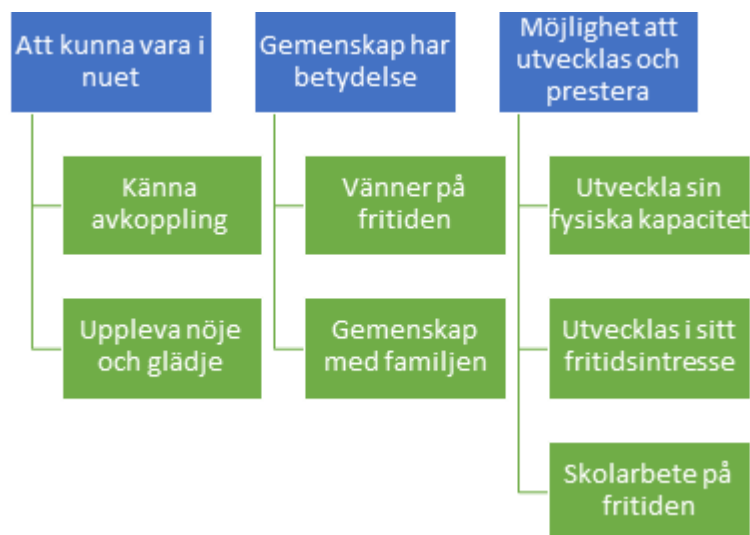 Att kunna vara i
nuet
Känna
avkoppling
Uppleva nöje
och glädje
Gemenskap har
betydelse
Vänner på
fritiden
Gemenskap
med familjen
Möjlighet att
utvecklas och
prestera
Utveckla sin
fysiska kapacitet
Utvecklas i sitt
fritidsintresse
Skolarbete på
fritiden